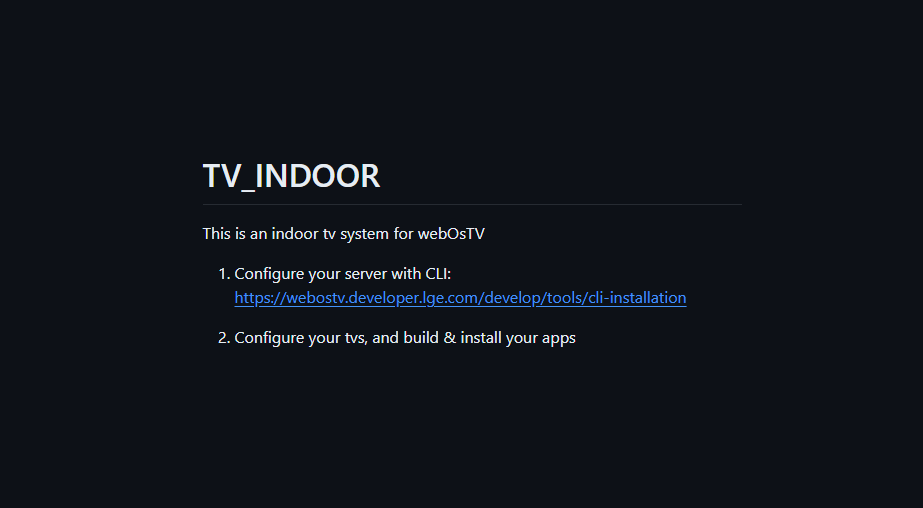 TV_INDOOR
This is an indoor tv system for webOsTV
1. Configure your server with CLI:
https://webostv.developer.lge.com/develop/tools/cli-installation
2. Configure your tvs, and build & install your apps